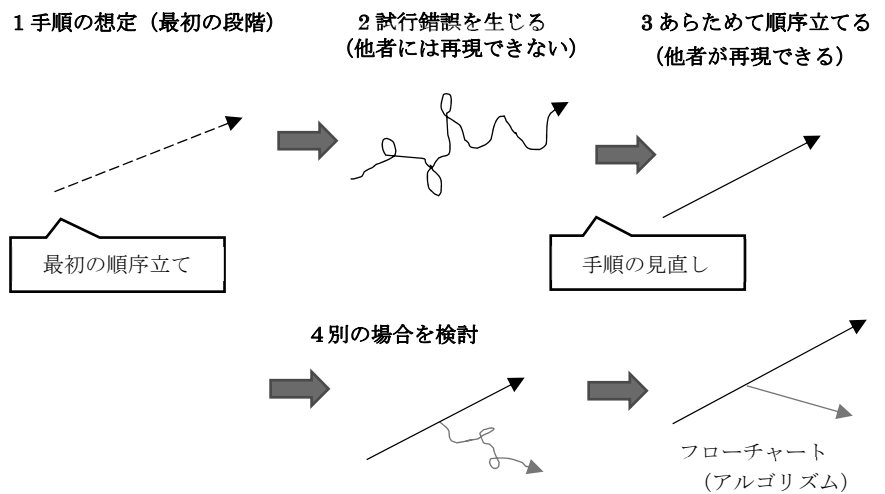 1 手順の想定（最初の段階）
2 試行錯誤を生じる
（他者には再現できない）
3 あらためて順序立てる
（他者が再現できる）
最初の順序立て
手順の見直し
4 別の場合を検討
フローチャート
（アルゴリズム）